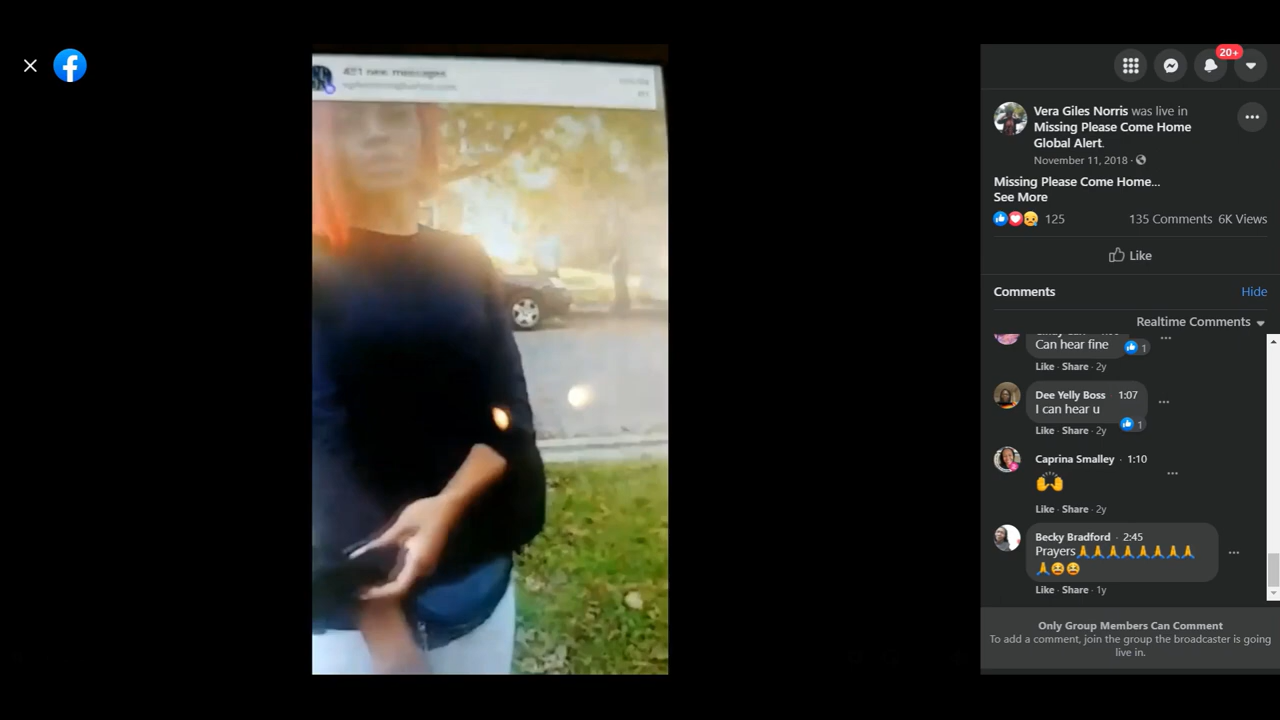 421 new messages
20+
Vera Giles Norris was live in
Missing Please Come Home
Global Alert.
November 11, 2018 ·
Missing Please Come Home...
See More
125 135 Comments 6K Views
Like
Comments Hide
Realtime Comments
Can hear fine
1
Like · Share · 2y
Dee Yelly Boss · 1:07
I can hear u
1
Like · Share · 2y
Caprina Smalley · 1:10
🙌
Like · Share · 2y
Becky Bradford · 2:45
Prayers🙏🙏🙏🙏🙏🙏🙏🙏
🙏😫😫
Like · Share · 1y
Only Group Members Can Comment
To add a comment, join the group the broadcaster is going
live in.